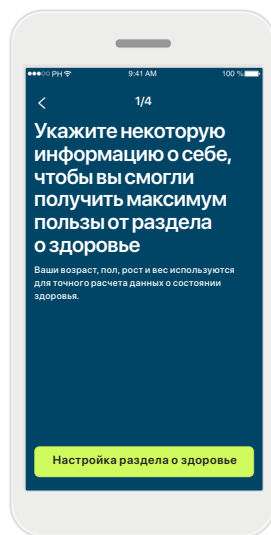 ●●●○○ PH 9:41 AM 100 %
1/4
Укажите некоторую
информацию о себе,
чтобы вы смогли
получить максимум
пользы от раздела
о здоровье
Ваши возраст, пол, рост и вес используются
для точного расчета данных о состоянии
здоровья.
Настройка раздела о здоровье